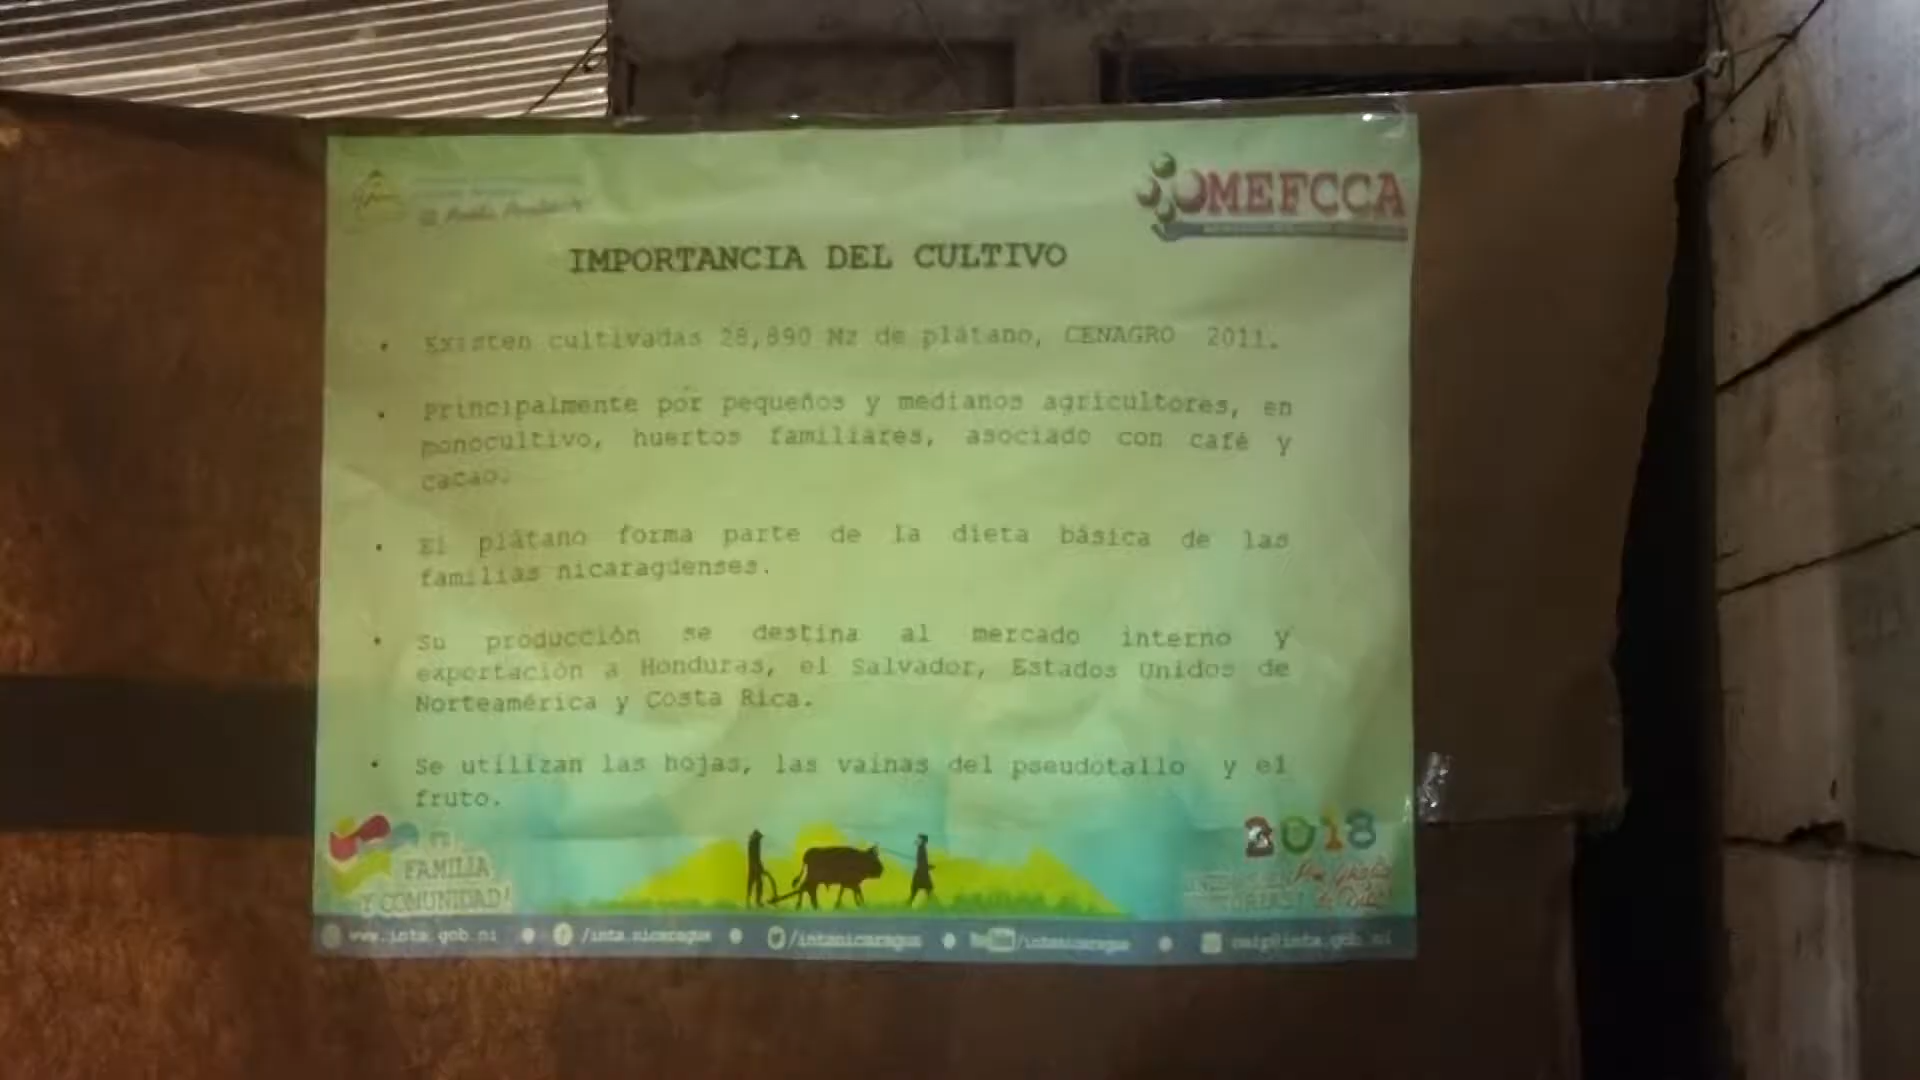 MEFCCA
IMPORTANCIA DEL CULTIVO
• Existen cultivadas 28,890 Mz de plátano, CENAGRO 2011.
• Principalmente por pequeños y medianos agricultores, en
monocultivo, huertos familiares, asociado con café y
cacao.
• El plátano forma parte de la dieta básica de las
familias nicaragüenses.
• Su producción se destina al mercado interno y
exportación a Honduras, el Salvador, Estados Unidos de
Norteamérica y Costa Rica.
• Se utilizan las hojas, las vainas del pseudotallo y el
fruto.
FAMILIA
Y COMUNIDAD!
2018
www.inta.gob.ni
/inta.nicaragua
/intanicaragua
/intanicaragua